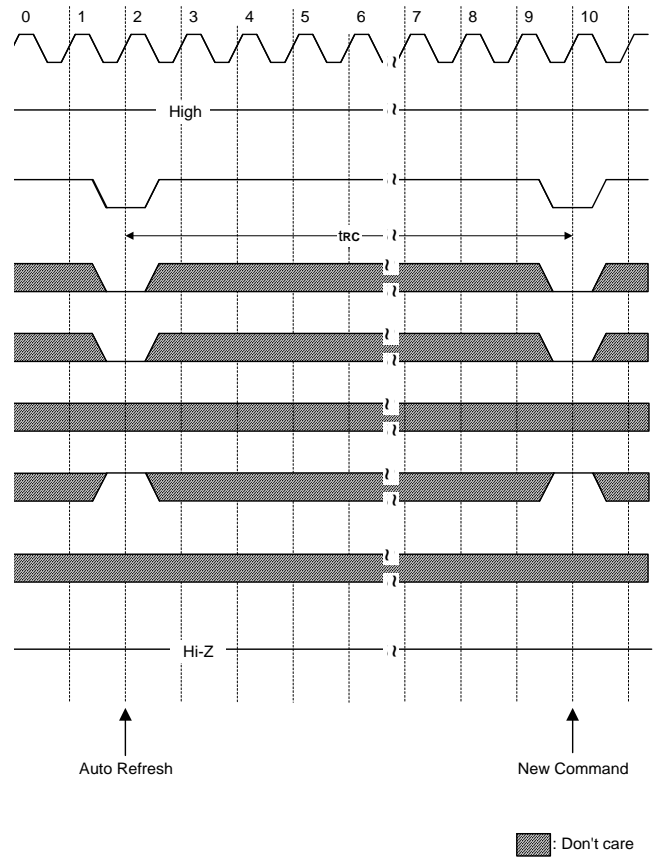 0 1 2 3 4 5 6 7 8 9 10
High
tRC
Hi-Z
Auto Refresh New Command
: Don't care